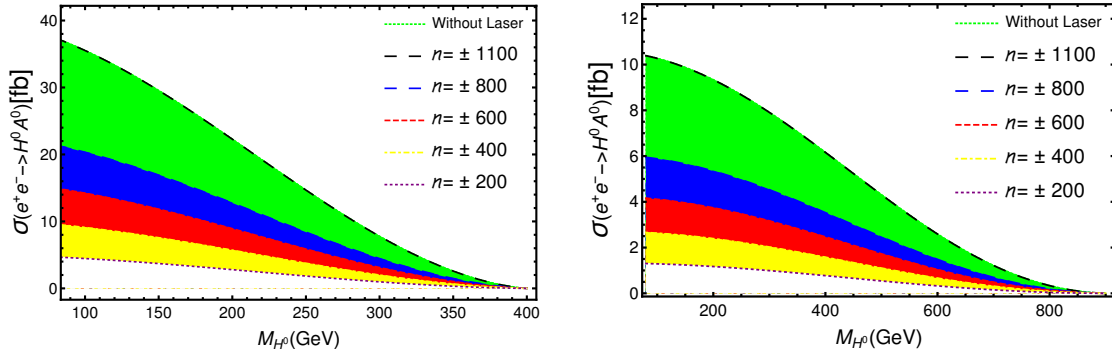 σ(e⁺e⁻->H⁰A⁰)[fb]
40
30
20
10
0
100 150 200 250 300 350 400
M_H⁰(GeV)
Without Laser
n= ± 1100
n= ± 800
n= ± 600
n= ± 400
n= ± 200
σ(e⁺e⁻->H⁰A⁰)[fb]
12
10
8
6
4
2
0
200 400 600 800
M_H⁰(GeV)
Without Laser
n= ± 1100
n= ± 800
n= ± 600
n= ± 400
n= ± 200